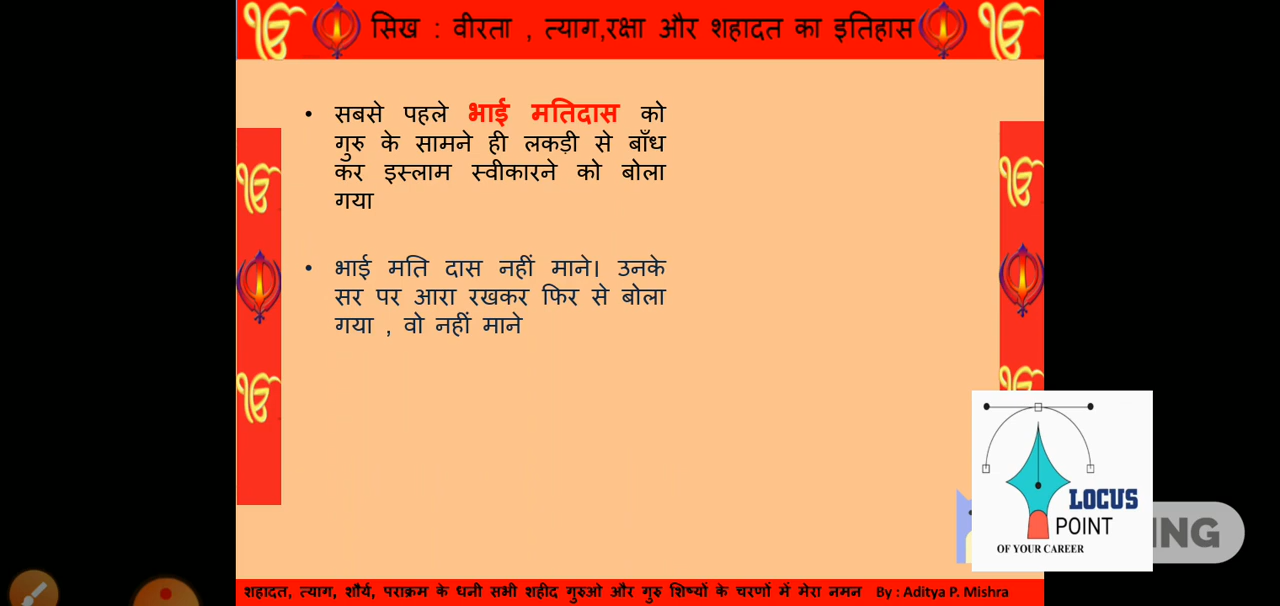 सिख : वीरता , त्याग,रक्षा और शहादत का इतिहास
• सबसे पहले भाई मतिदास को
गुरु के सामने ही लकड़ी से बाँध
कर इस्लाम स्वीकारने को बोला
गया
• भाई मति दास नहीं माने। उनके
सर पर आरा रखकर फिर से बोला
गया , वो नहीं माने
LOCUS
POINT
OF YOUR CAREER
ING
शहादत, त्याग, शौर्य, पराक्रम के धनी सभी शहीद गुरुओ और गुरु शिष्यों के चरणों में मेरा नमन By : Aditya P. Mishra